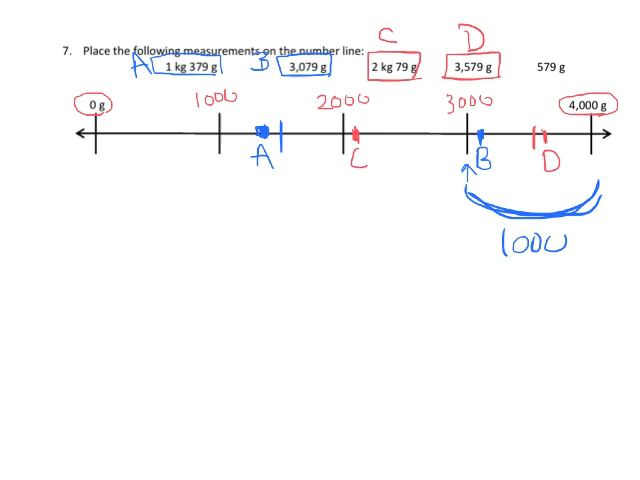 C D
7. Place the following measurements on the number line:
A 1 kg 379 g B 3,079 g 2 kg 79 g 3,579 g 579 g
0 g 1000 2000 3000 4,000 g
A C B D
1000